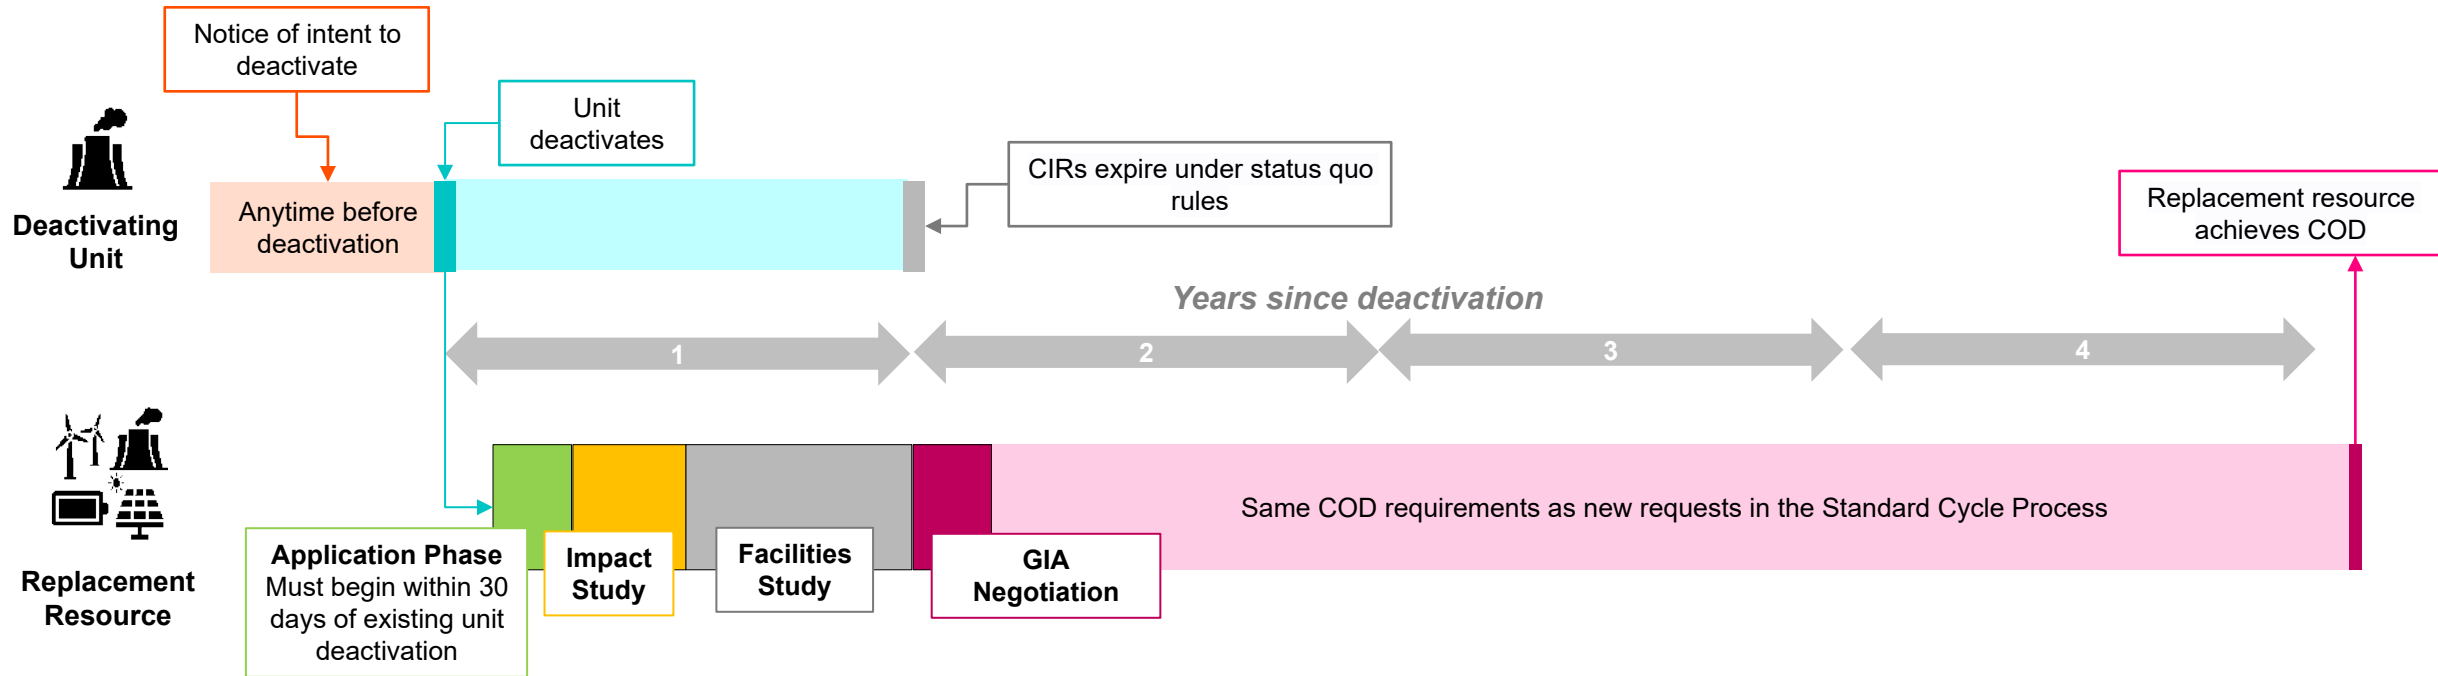 Notice of intent to
deactivate
Unit
deactivates
CIRs expire under status quo
rules
Replacement resource
achieves COD
Deactivating
Unit
Anytime before
deactivation
Years since deactivation
1
2
3
4
Replacement
Resource
Same COD requirements as new requests in the Standard Cycle Process
Application Phase
Must begin within 30
days of existing unit
deactivation
Impact
Study
Facilities
Study
GIA
Negotiation